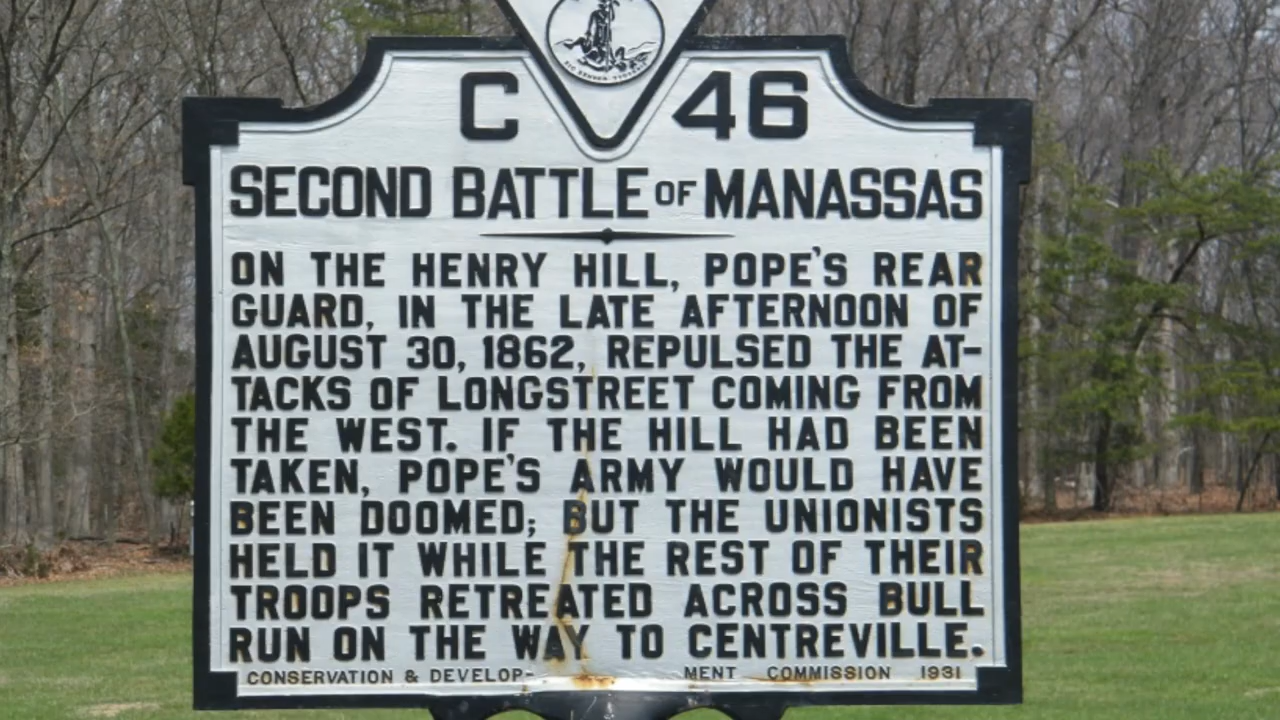 C 46
SECOND BATTLE OF MANASSAS
ON THE HENRY HILL, POPE'S REAR
GUARD, IN THE LATE AFTERNOON OF
AUGUST 30, 1862, REPULSED THE AT-
TACKS OF LONGSTREET COMING FROM
THE WEST. IF THE HILL HAD BEEN
TAKEN, POPE'S ARMY WOULD HAVE
BEEN DOOMED; BUT THE UNIONISTS
HELD IT WHILE THE REST OF THEIR
TROOPS RETREATED ACROSS BULL
RUN ON THE WAY TO CENTREVILLE.
CONSERVATION & DEVELOP- MENT COMMISSION 1931